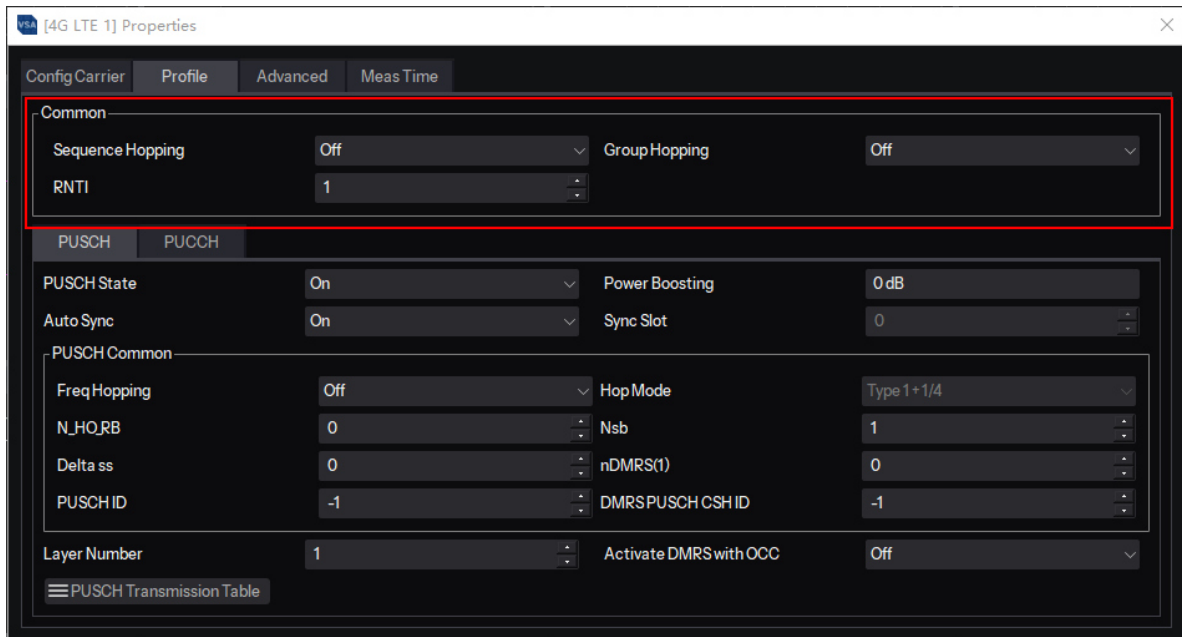 VSA [4G LTE 1] Properties
Config Carrier Profile Advanced Meas Time
Common
Sequence Hopping Off Group Hopping Off
RNTI 1
PUSCH PUCCH
PUSCH State On Power Boosting 0 dB
Auto Sync On Sync Slot 0
PUSCH Common
Freq Hopping Off Hop Mode Type 1+1/4
N_HO_RB 0 Nsb 1
Delta ss 0 nDMRS(1) 0
PUSCH ID -1 DMRS PUSCH CSH ID -1
Layer Number 1 Activate DMRS with OCC Off
PUSCH Transmission Table